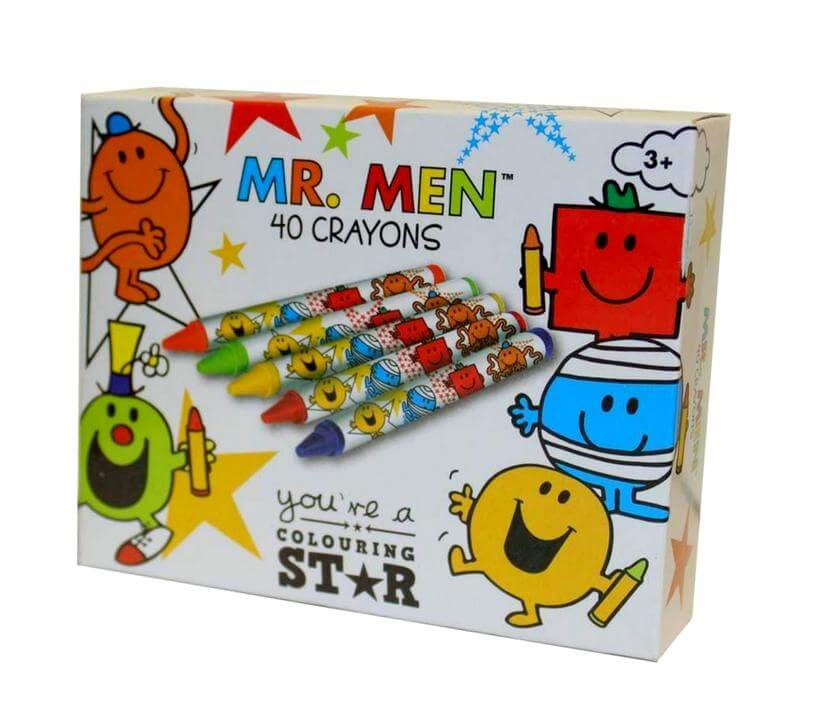 MR. MEN™
40 CRAYONS
3+
you're a
COLOURING
ST★R